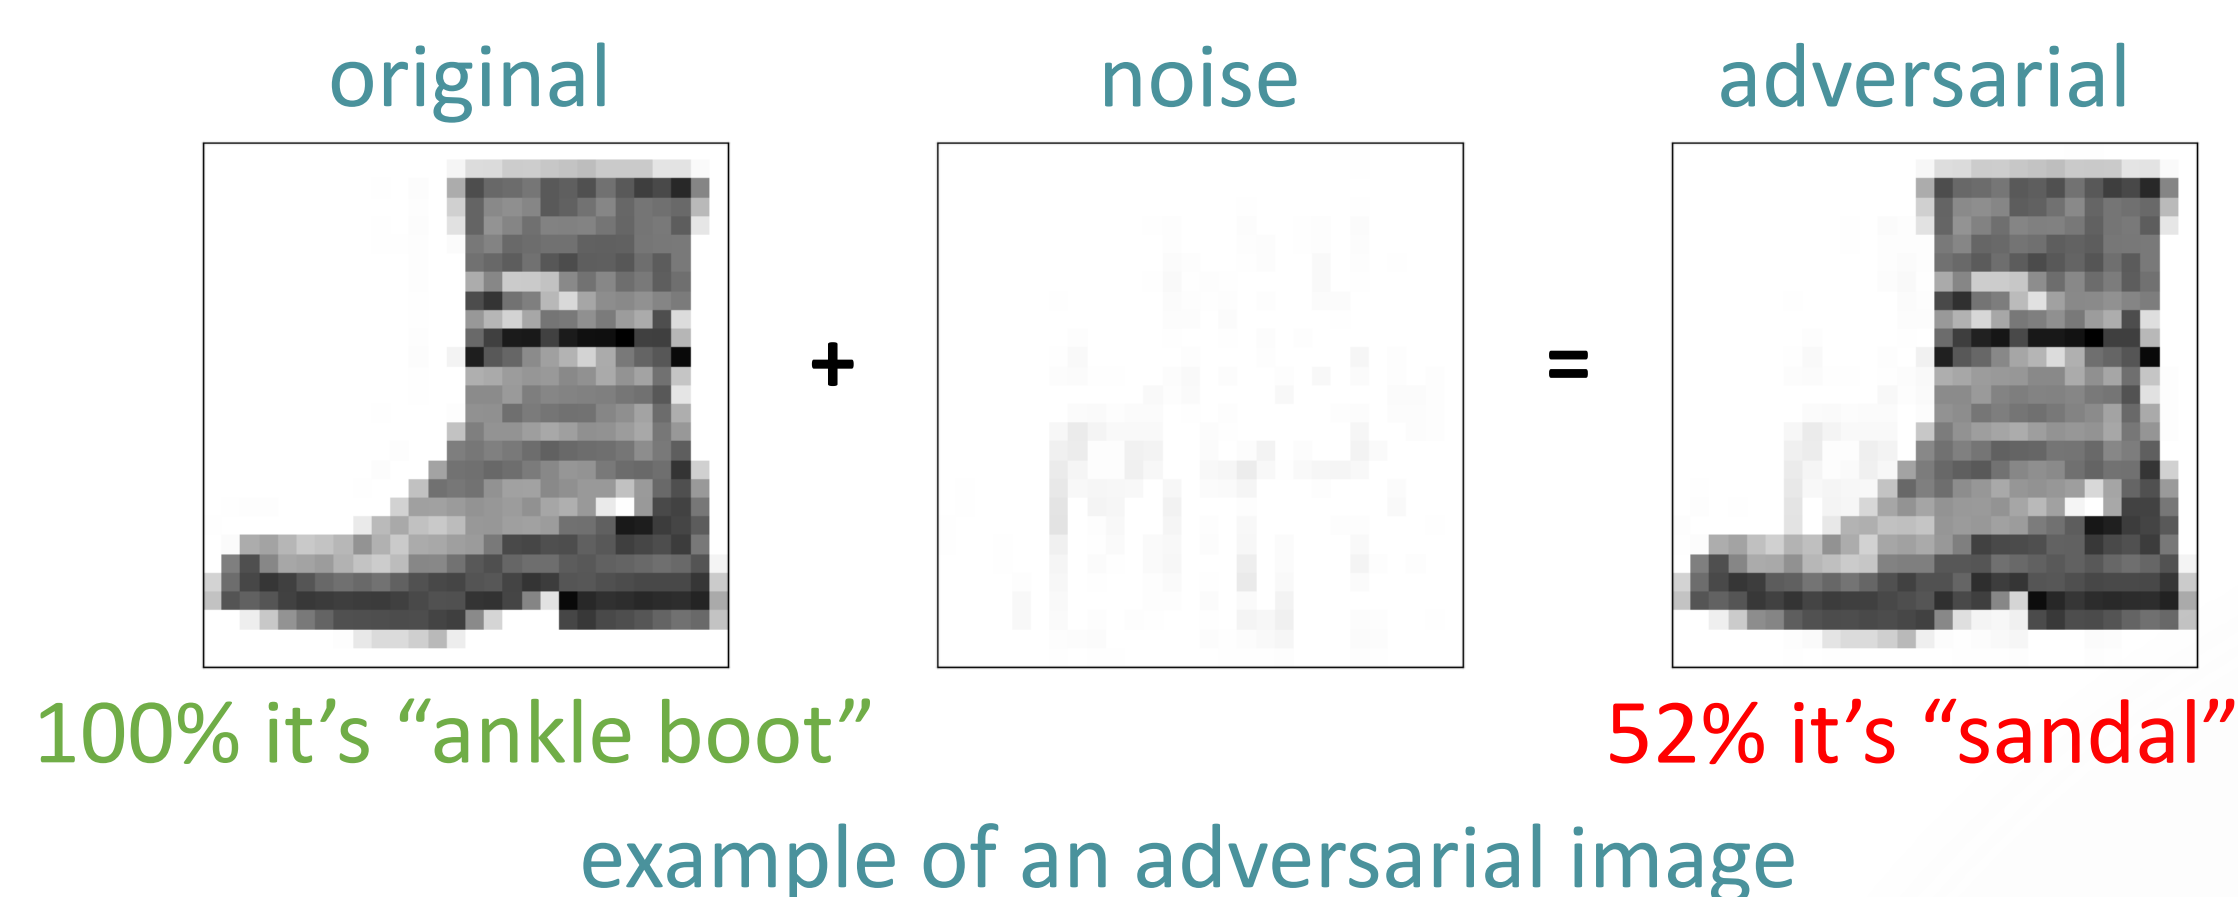 original noise adversarial
+ =
100% it’s “ankle boot” 52% it’s “sandal”
example of an adversarial image